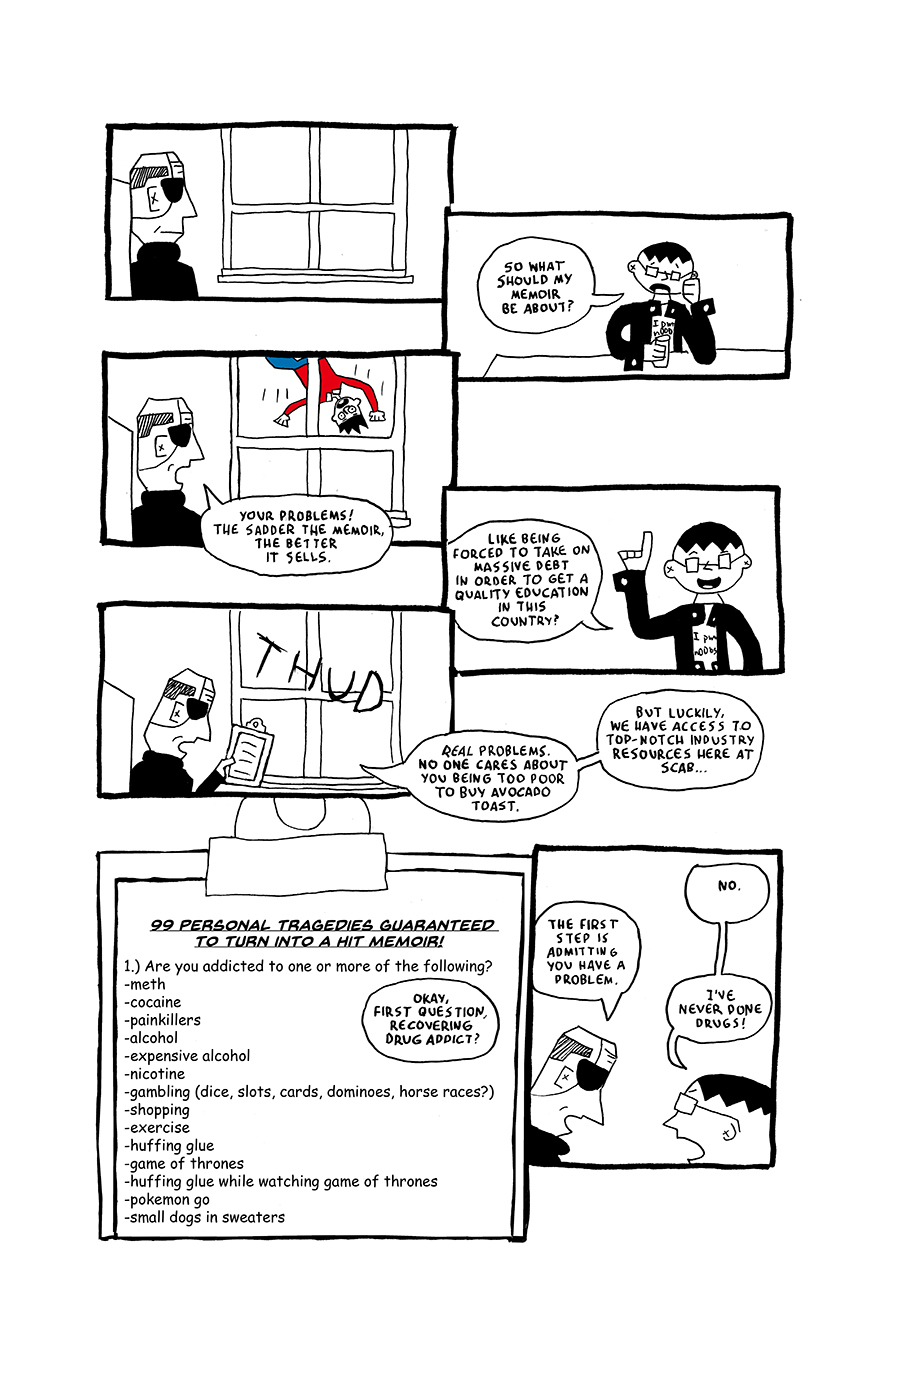 SO WHAT
SHOULD MY
MEMOIR
BE ABOUT?
I pwn
n00bs
YOUR PROBLEMS!
THE SADDER THE MEMOIR,
THE BETTER
IT SELLS.
LIKE BEING
FORCED TO TAKE ON
MASSIVE DEBT
IN ORDER TO GET A
QUALITY EDUCATION
IN THIS
COUNTRY?
I pwn
n00bs
THUD
REAL PROBLEMS.
NO ONE CARES ABOUT
YOU BEING TOO POOR
TO BUY AVOCADO
TOAST.
BUT LUCKILY,
WE HAVE ACCESS TO
TOP-NOTCH INDUSTRY
RESOURCES HERE AT
SCAB...
99 PERSONAL TRAGEDIES GUARANTEED
TO TURN INTO A HIT MEMOIR!
1.) Are you addicted to one or more of the following?
-meth
-cocaine
-painkillers
-alcohol
-expensive alcohol
-nicotine
-gambling (dice, slots, cards, dominoes, horse races?)
-shopping
-exercise
-huffing glue
-game of thrones
-huffing glue while watching game of thrones
-pokemon go
-small dogs in sweaters
OKAY,
FIRST QUESTION,
RECOVERING
DRUG ADDICT?
NO.
THE FIRST
STEP IS
ADMITTING
YOU HAVE A
PROBLEM.
I'VE
NEVER DONE
DRUGS!